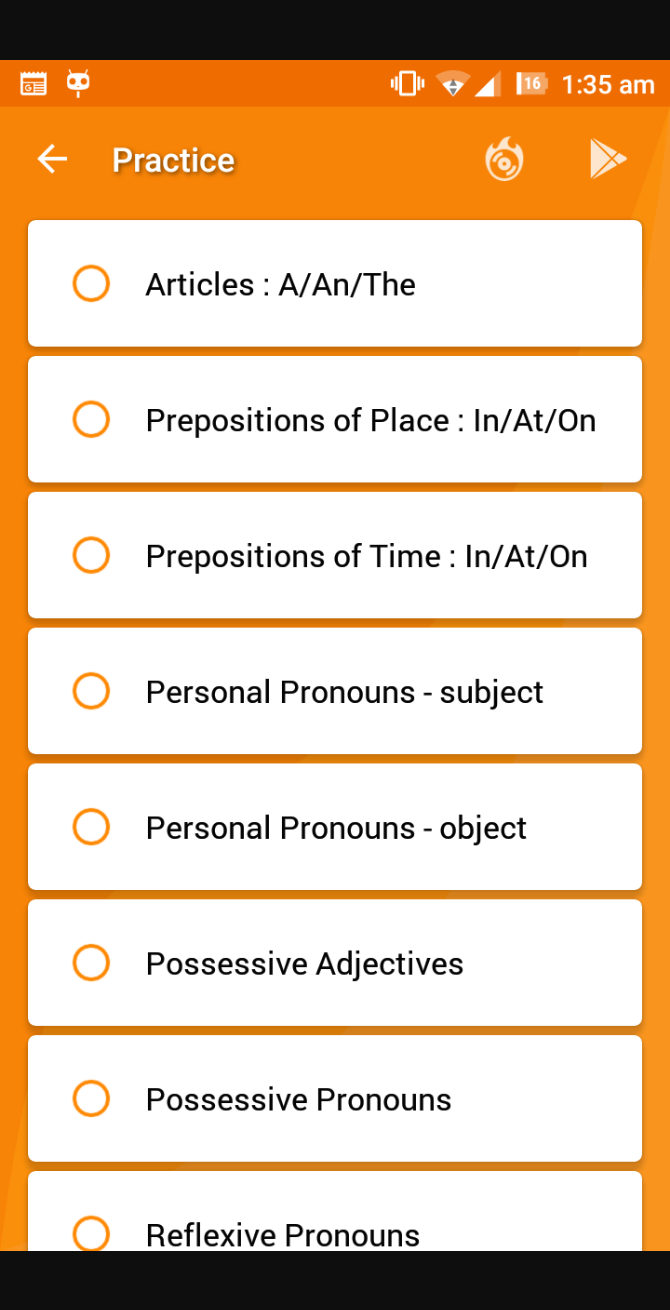 16 1:35 am
Practice
Articles : A/An/The
Prepositions of Place : In/At/On
Prepositions of Time : In/At/On
Personal Pronouns - subject
Personal Pronouns - object
Possessive Adjectives
Possessive Pronouns
Reflexive Pronouns